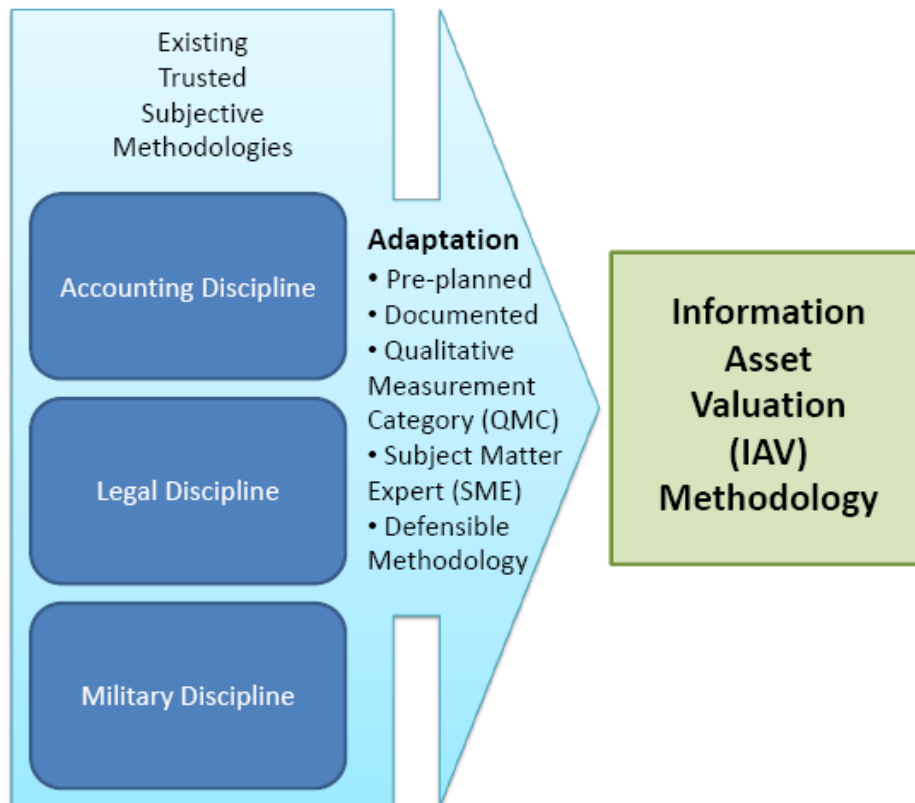 Existing
Trusted
Subjective
Methodologies
Accounting Discipline
Legal Discipline
Military Discipline
Adaptation
• Pre-planned
• Documented
• Qualitative
Measurement
Category (QMC)
• Subject Matter
Expert (SME)
• Defensible
Methodology
Information
Asset
Valuation
(IAV)
Methodology